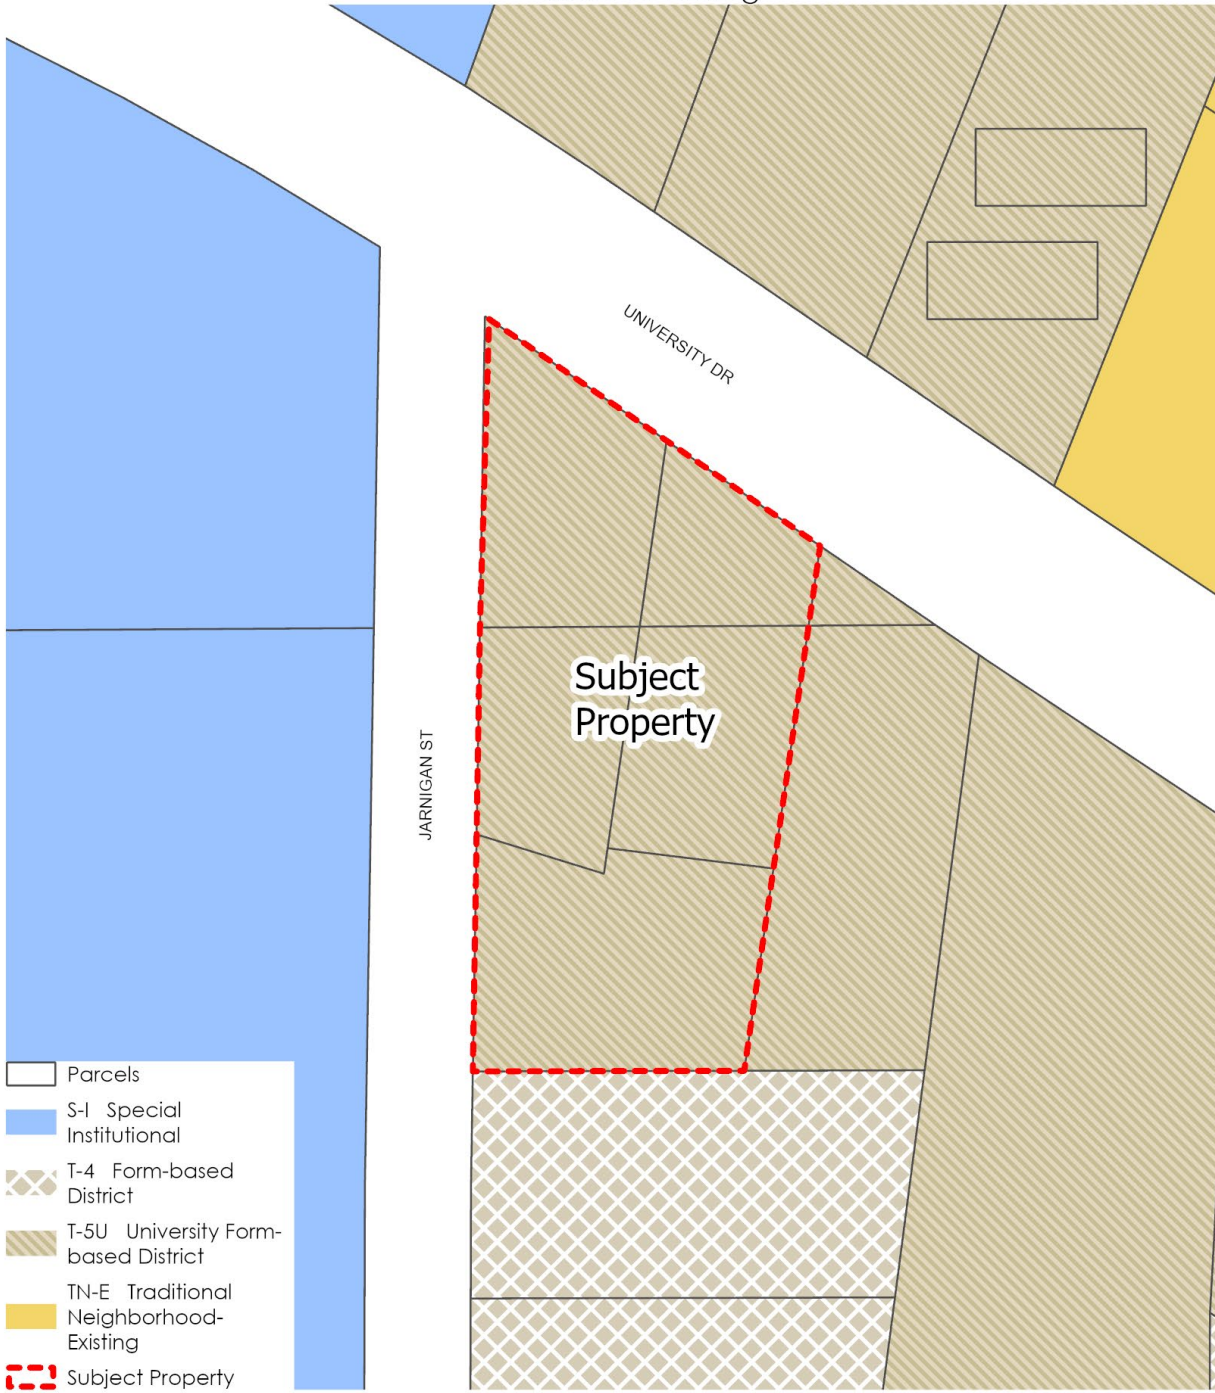 UNIVERSITY DR
Subject
Property
JARNIGAN ST
Parcels
S-I Special
Institutional
T-4 Form-based
District
T-5U University Form-
based District
TN-E Traditional
Neighborhood-
Existing
Subject Property